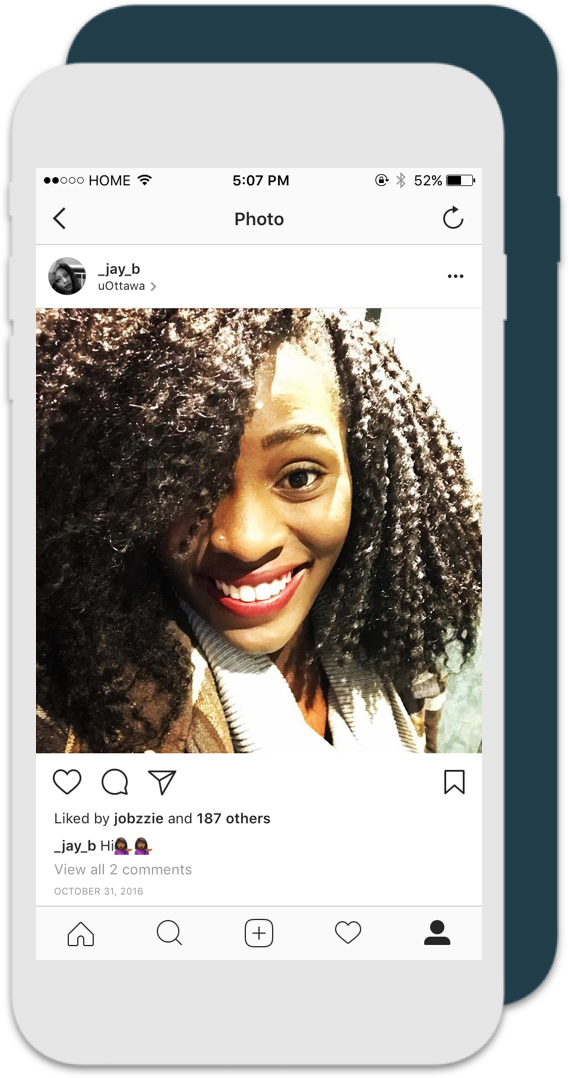 HOME 5:07 PM 52%
Photo
_jay_b
uOttawa
Liked by jobzzie and 187 others
_jay_b Hi💁🏾💁🏾
View all 2 comments
OCTOBER 31, 2016